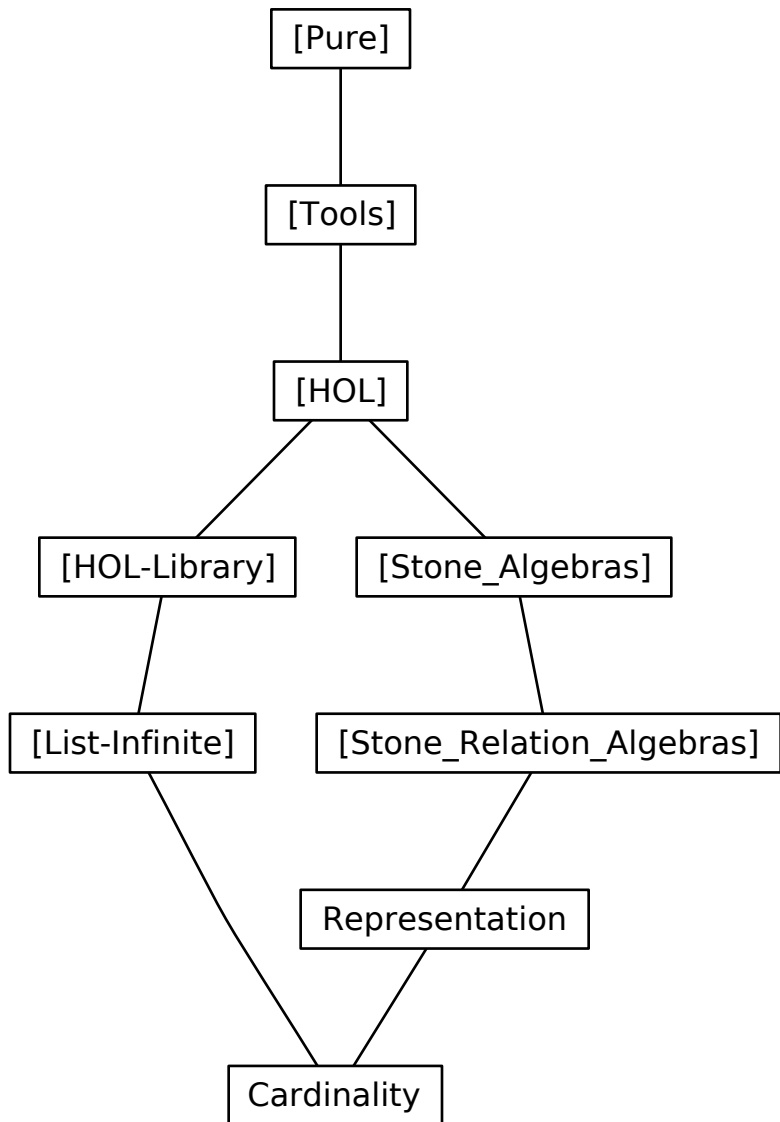 [Pure]
[Tools]
[HOL]
[HOL-Library]
[Stone_Algebras]
[List-Infinite]
[Stone_Relation_Algebras]
Representation
Cardinality